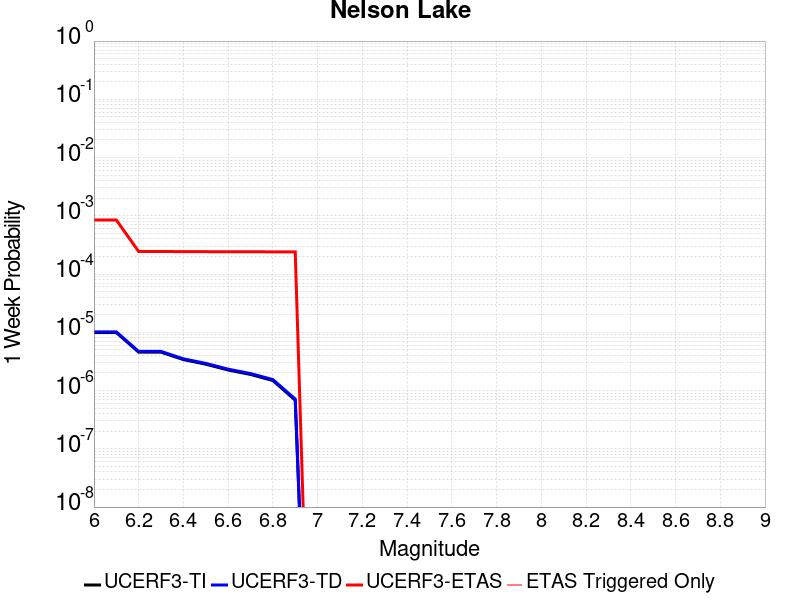 Nelson Lake
10^0
10^-1
10^-2
10^-3
10^-4
10^-5
10^-6
10^-7
10^-8
1 Week Probability
6 6.2 6.4 6.6 6.8 7 7.2 7.4 7.6 7.8 8 8.2 8.4 8.6 8.8 9
Magnitude
UCERF3-TI UCERF3-TD UCERF3-ETAS ETAS Triggered Only